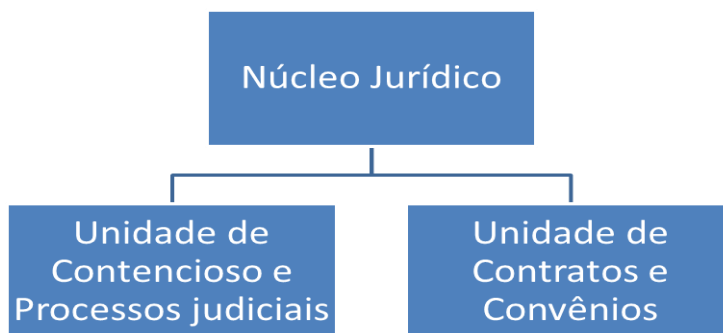 Núcleo Jurídico
Unidade de
Contencioso e
Processos judiciais
Unidade de
Contratos e
Convênios